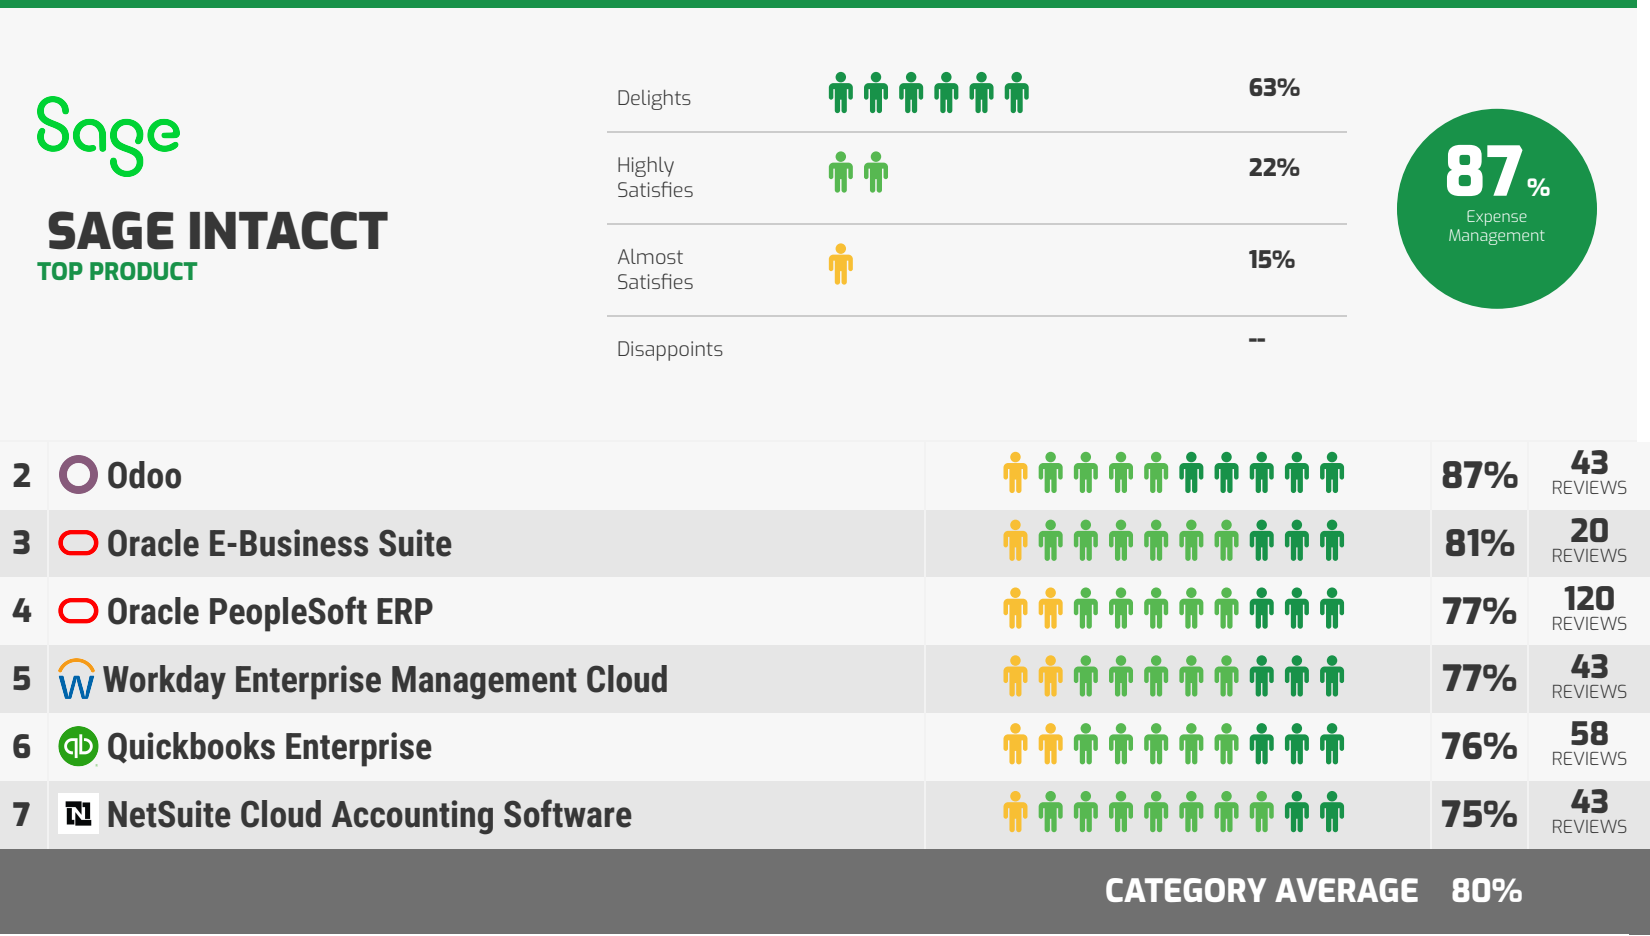 Sage
SAGE INTACCT
TOP PRODUCT
Delights 63%
Highly
Satisfies 22%
Almost
Satisfies 15%
Disappoints --
87 %
Expense
Management
2 Odoo 87% 43
REVIEWS
3 Oracle E-Business Suite 81% 20
REVIEWS
4 Oracle PeopleSoft ERP 77% 120
REVIEWS
5 Workday Enterprise Management Cloud 77% 43
REVIEWS
6 qb Quickbooks Enterprise 76% 58
REVIEWS
7 N NetSuite Cloud Accounting Software 75% 43
REVIEWS
CATEGORY AVERAGE 80%